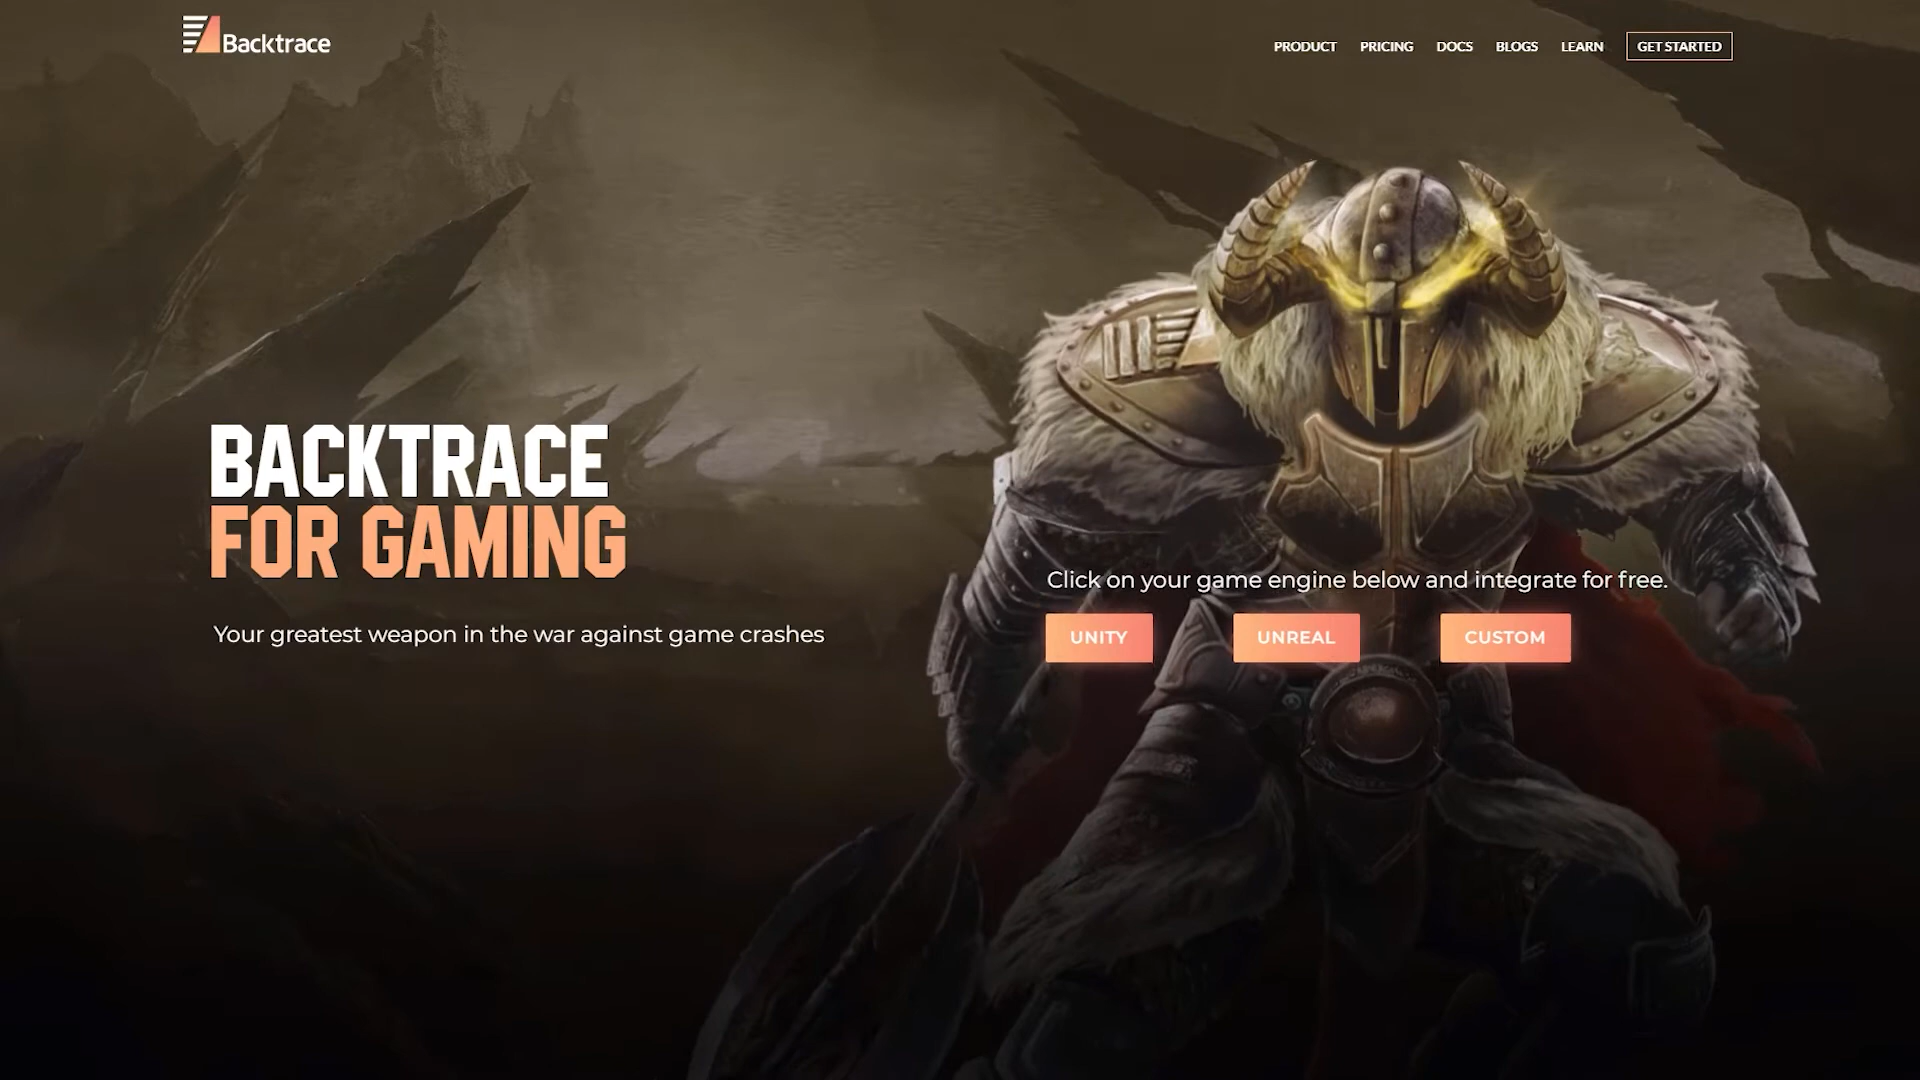 Backtrace
PRODUCT PRICING DOCS BLOGS LEARN GET STARTED
BACKTRACE
FOR GAMING
Your greatest weapon in the war against game crashes
Click on your game engine below and integrate for free.
UNITY UNREAL CUSTOM